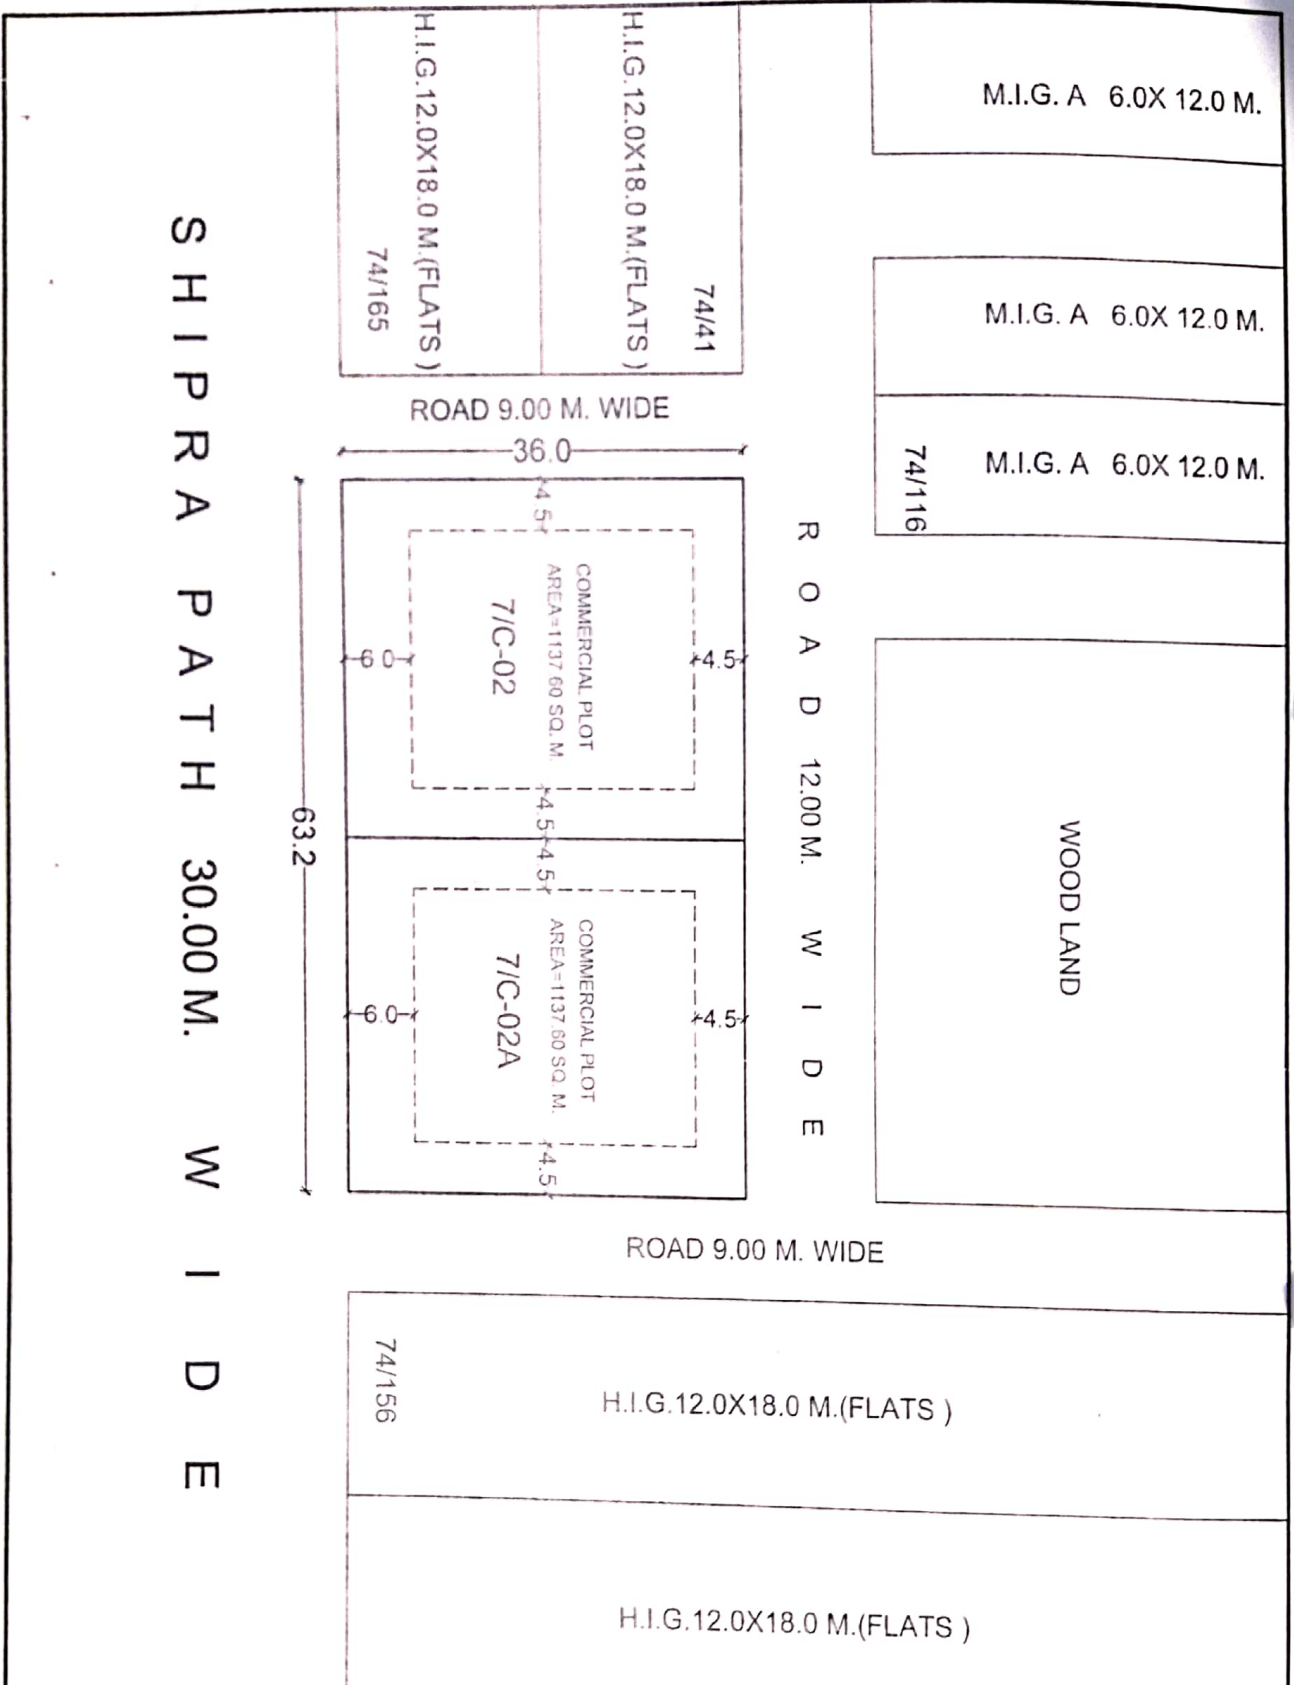 M.I.G. A 6.0X 12.0 M.
H.I.G.12.0X18.0 M.(FLATS )
74/165
H.I.G.12.0X18.0 M.(FLATS )
74/41
M.I.G. A 6.0X 12.0 M.
M.I.G. A 6.0X 12.0 M.
74/116
ROAD 9.00 M. WIDE
36.0
63.2
4.5
COMMERCIAL PLOT
AREA=1137.60 SQ. M.
7/C-02
6.0
4.5
4.5
4.5
COMMERCIAL PLOT
AREA=1137.60 SQ. M.
7/C-02A
6.0
4.5
4.5
ROAD 12.00 M. WIDE
WOOD LAND
SHIPRA PATH 30.00 M. WIDE
ROAD 9.00 M. WIDE
74/156
H.I.G.12.0X18.0 M.(FLATS )
H.I.G.12.0X18.0 M.(FLATS )